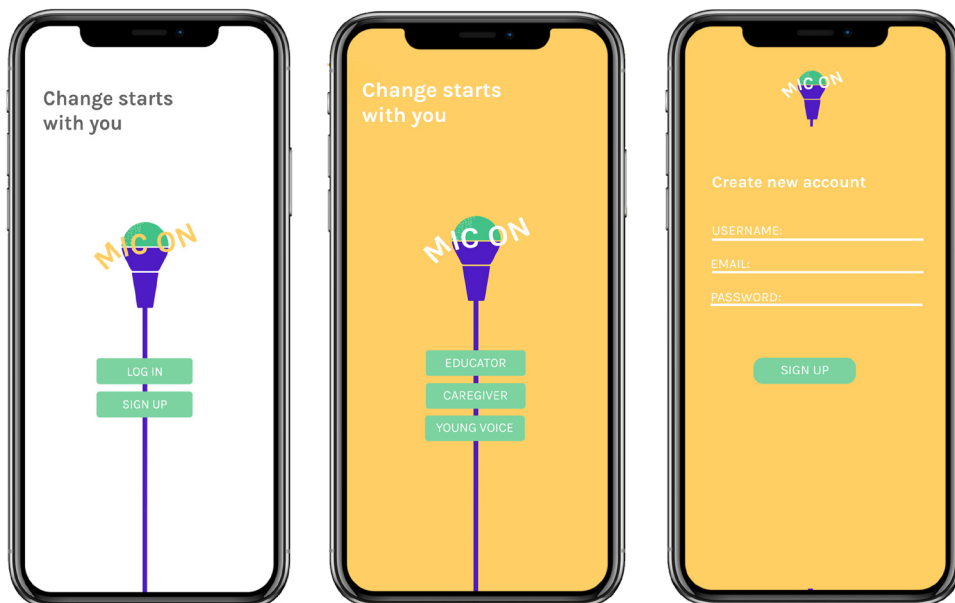 Change starts
with you
MIC ON
LOG IN
SIGN UP
Change starts
with you
MIC ON
EDUCATOR
CAREGIVER
YOUNG VOICE
MIC ON
Create new account
USERNAME:
EMAIL:
PASSWORD:
SIGN UP